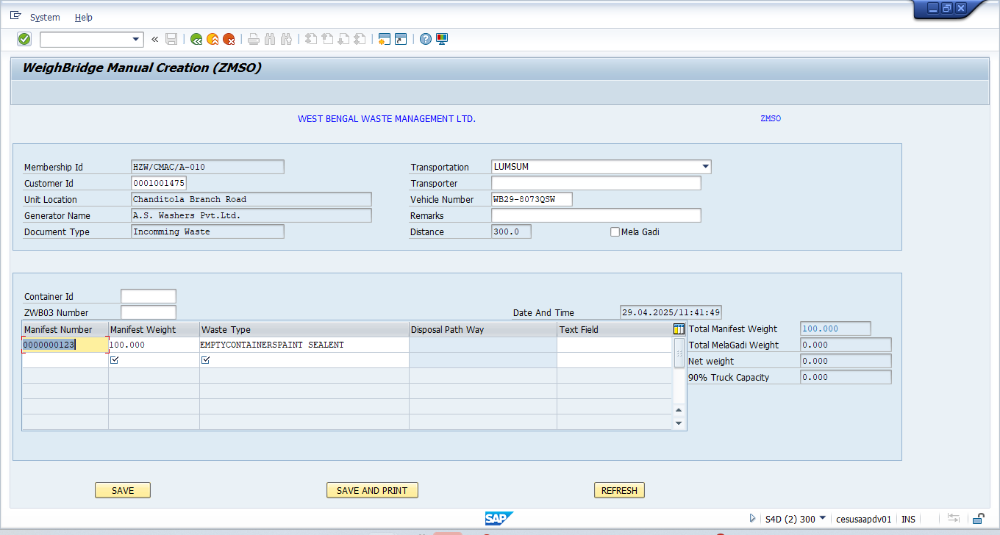 System Help
WeighBridge Manual Creation (ZMSO)
WEST BENGAL WASTE MANAGEMENT LTD. ZMSO
Membership Id HZW/CMAC/A-010 Transportation LUMSUM
Customer Id 0001001475 Transporter
Unit Location Chanditola Branch Road Vehicle Number WB29-8073QSW
Generator Name A.S. Washers Pvt.Ltd. Remarks
Document Type Incomming Waste Distance 300.0 Mela Gadi
Container Id
ZWB03 Number Date And Time 29.04.2025/11:41:49
Manifest Number Manifest Weight Waste Type Disposal Path Way Text Field Total Manifest Weight 100.000
0000000123 100.000 EMPTYCONTAINERSPAINT SEALENT Total MelaGadi Weight 0.000
Net weight 0.000
90% Truck Capacity 0.000
SAVE SAVE AND PRINT REFRESH
SAP S4D (2) 300 cesusaapdv01 INS